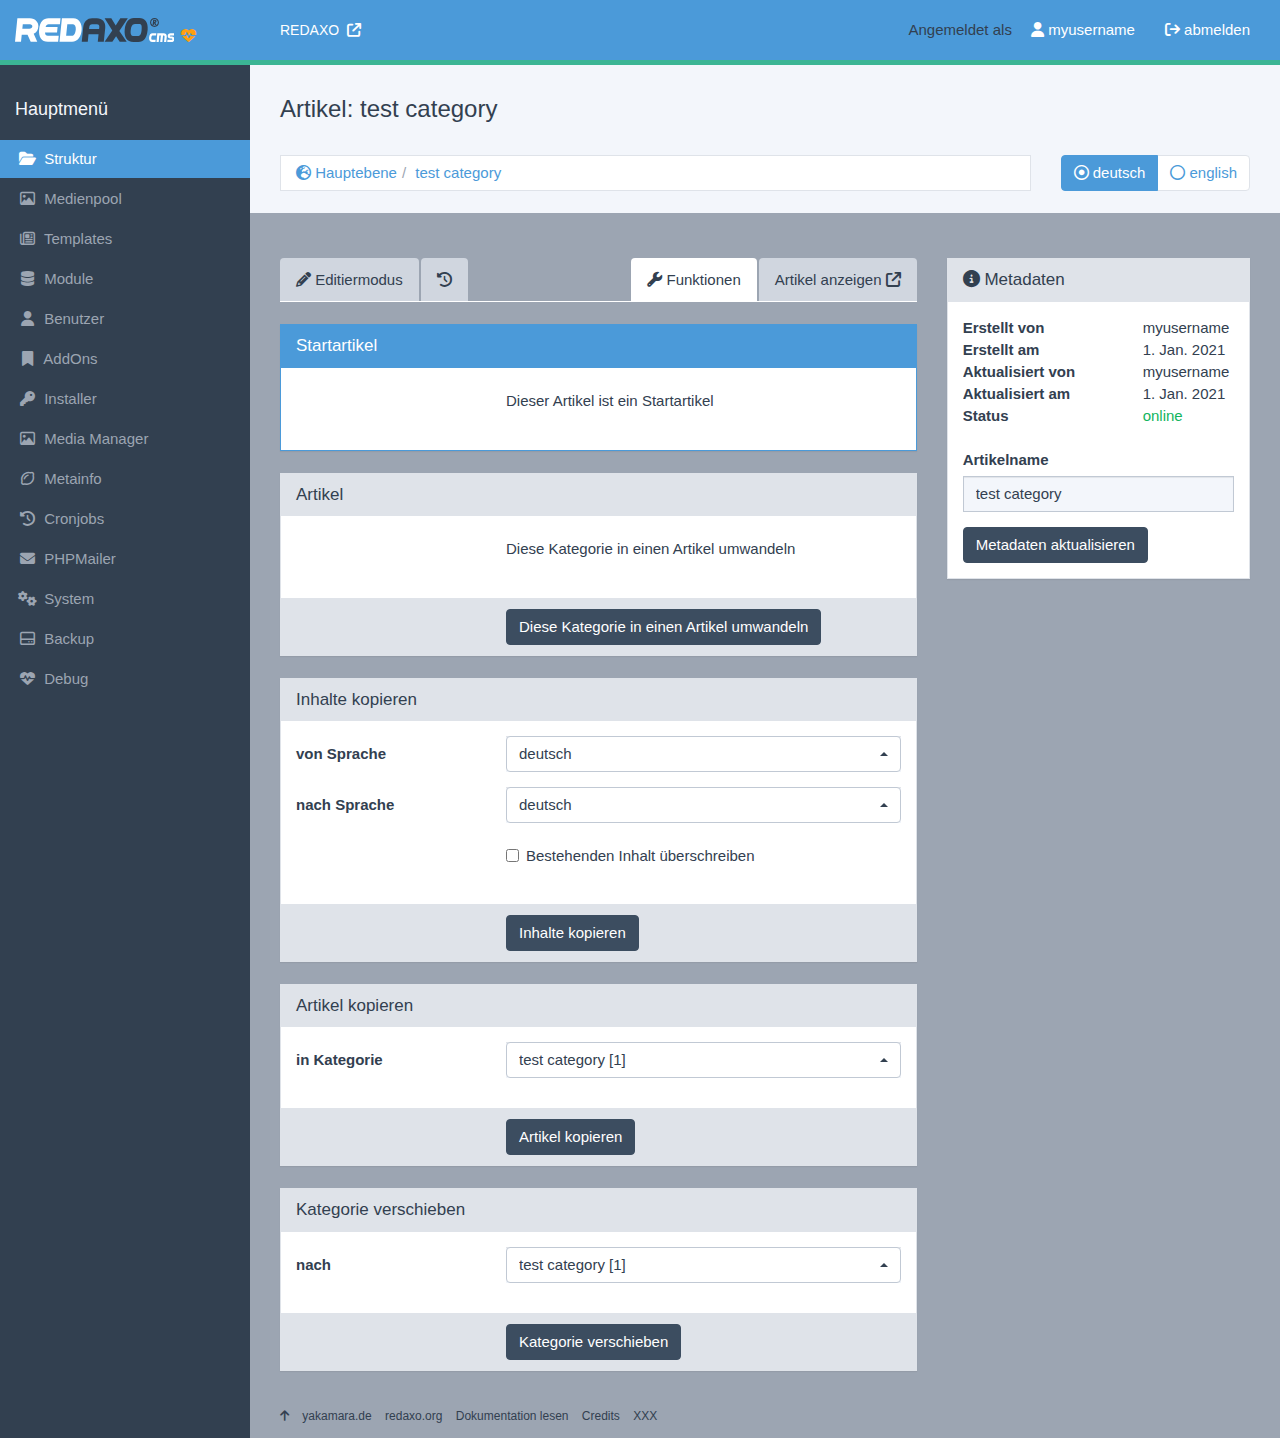 REDAXO® cms
REDAXO
Angemeldet als myusername abmelden
Hauptmenü
Struktur
Medienpool
Templates
Module
Benutzer
AddOns
Installer
Media Manager
Metainfo
Cronjobs
PHPMailer
System
Backup
Debug
Artikel: test category
Hauptebene / test category
deutsch english
Editiermodus
Funktionen Artikel anzeigen
Startartikel
Dieser Artikel ist ein Startartikel
Artikel
Diese Kategorie in einen Artikel umwandeln
Diese Kategorie in einen Artikel umwandeln
Inhalte kopieren
von Sprache deutsch
nach Sprache deutsch
Bestehenden Inhalt überschreiben
Inhalte kopieren
Artikel kopieren
in Kategorie test category [1]
Artikel kopieren
Kategorie verschieben
nach test category [1]
Kategorie verschieben
Metadaten
Erstellt von myusername
Erstellt am 1. Jan. 2021
Aktualisiert von myusername
Aktualisiert am 1. Jan. 2021
Status online
Artikelname
test category
Metadaten aktualisieren
yakamara.de redaxo.org Dokumentation lesen Credits XXX